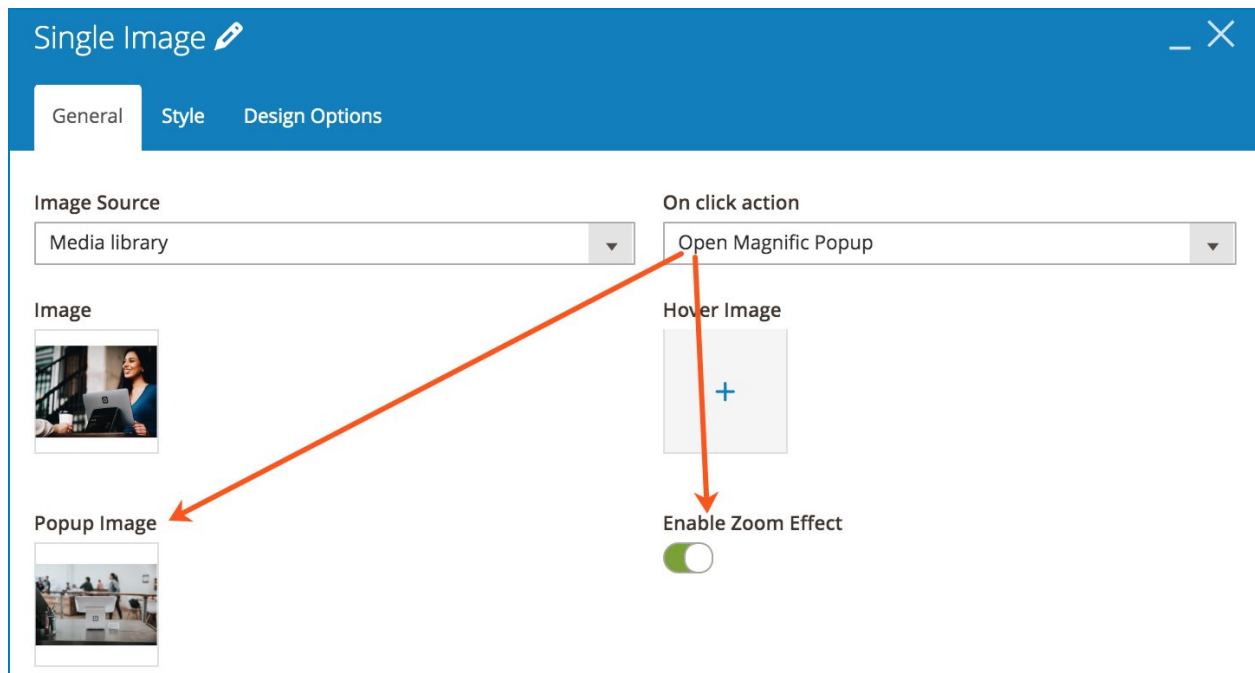 Single Image
General Style Design Options
Image Source
Media library
On click action
Open Magnific Popup
Image
Hover Image
+
Popup Image
Enable Zoom Effect